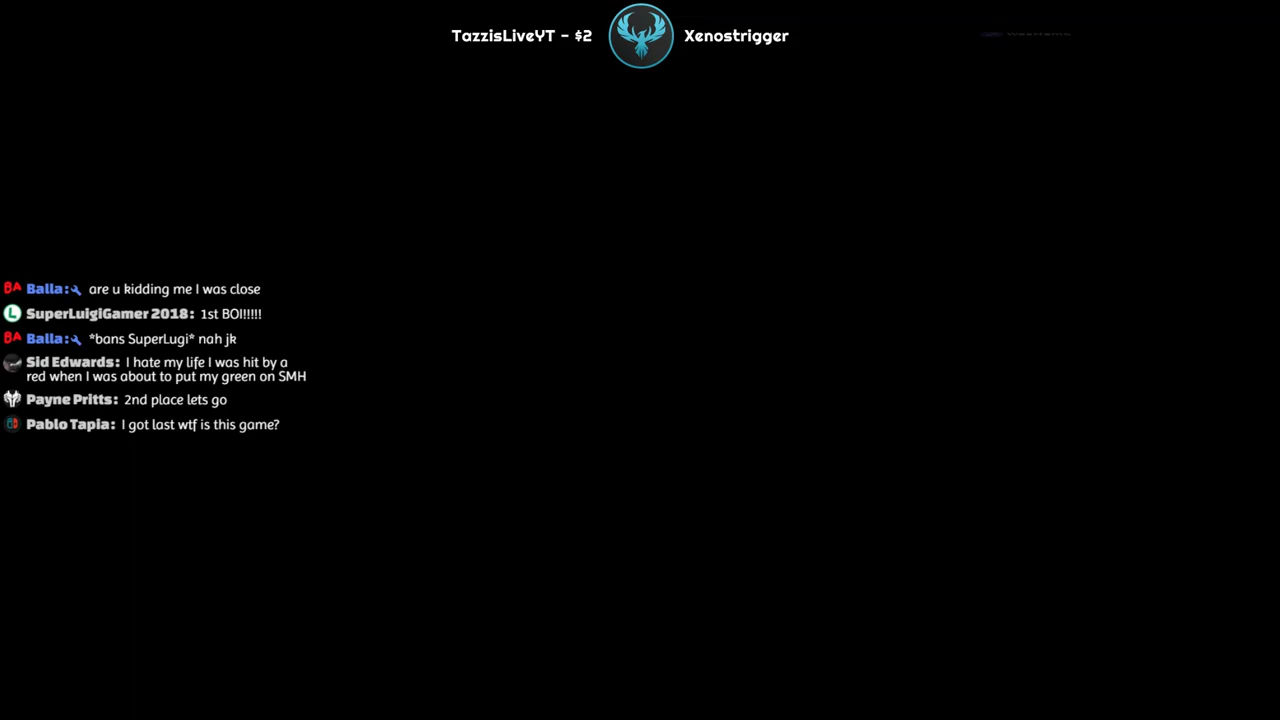 TazzisLiveYT - $2
Xenostrigger
BA Balla: are u kidding me I was close
L SuperLuigiGamer 2018: 1st BOI!!!!!
BA Balla: *bans SuperLugi* nah jk
Sid Edwards: I hate my life I was hit by a
red when I was about to put my green on SMH
Payne Pritts: 2nd place lets go
Pablo Tapia: I got last wtf is this game?